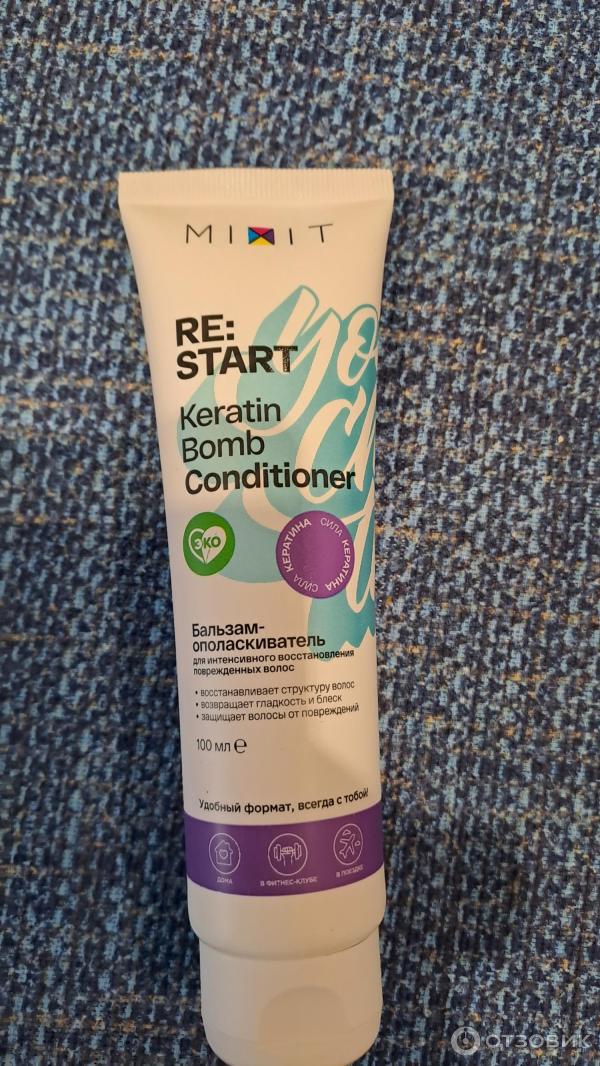 MIXIT
RE:
START
Keratin
Bomb
Conditioner
ЭКО
СИЛА КЕРАТИНА СИЛА КЕРАТИНА
Бальзам-
ополаскиватель
для интенсивного восстановления
поврежденных волос
• восстанавливает структуру волос
• возвращает гладкость и блеск
• защищает волосы от повреждений
100 мл ℮
Удобный формат, всегда с тобой!
ДОМА
В ФИТНЕС-КЛУБЕ
В ПОЕЗДКЕ
ОТЗОВИК